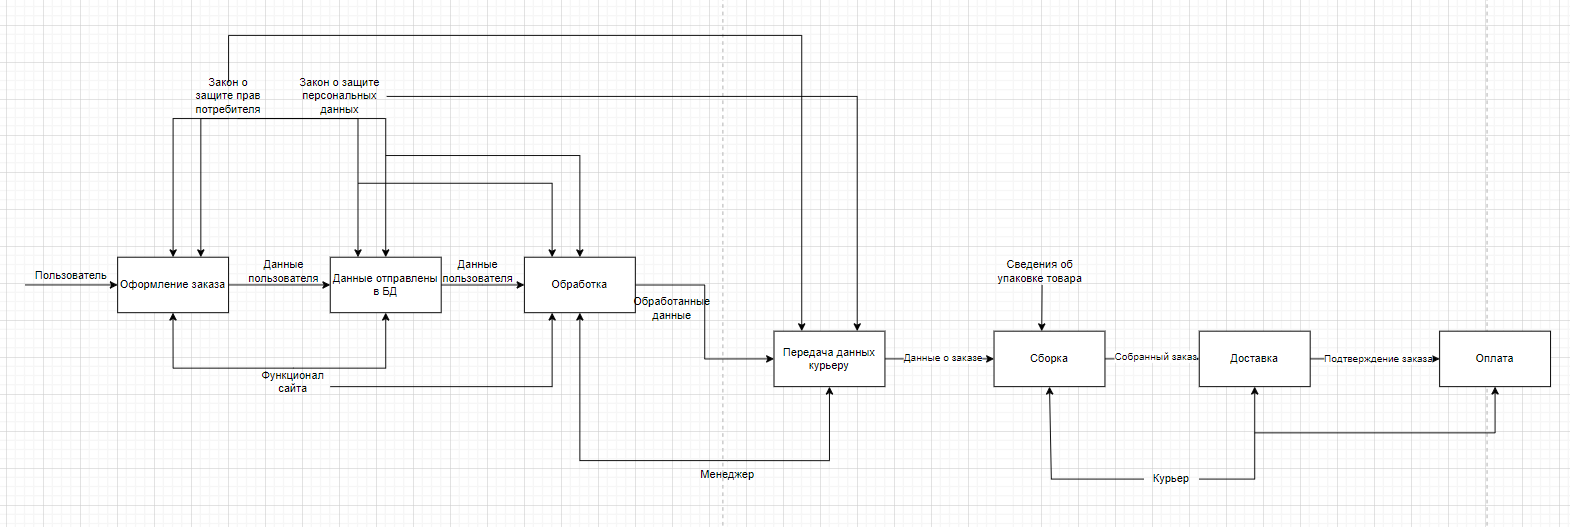 Закон о
защите прав
потребителя
Закон о защите
персональных
данных
Пользователь
Оформление заказа
Данные
пользователя
Данные отправлены
в БД
Данные
пользователя
Обработка
Обработанные
данные
Функционал
сайта
Менеджер
Передача данных
курьеру
Данные о заказе
Сведения об
упаковке товара
Сборка
Собранный заказ
Доставка
Подтверждение заказа
Оплата
Курьер